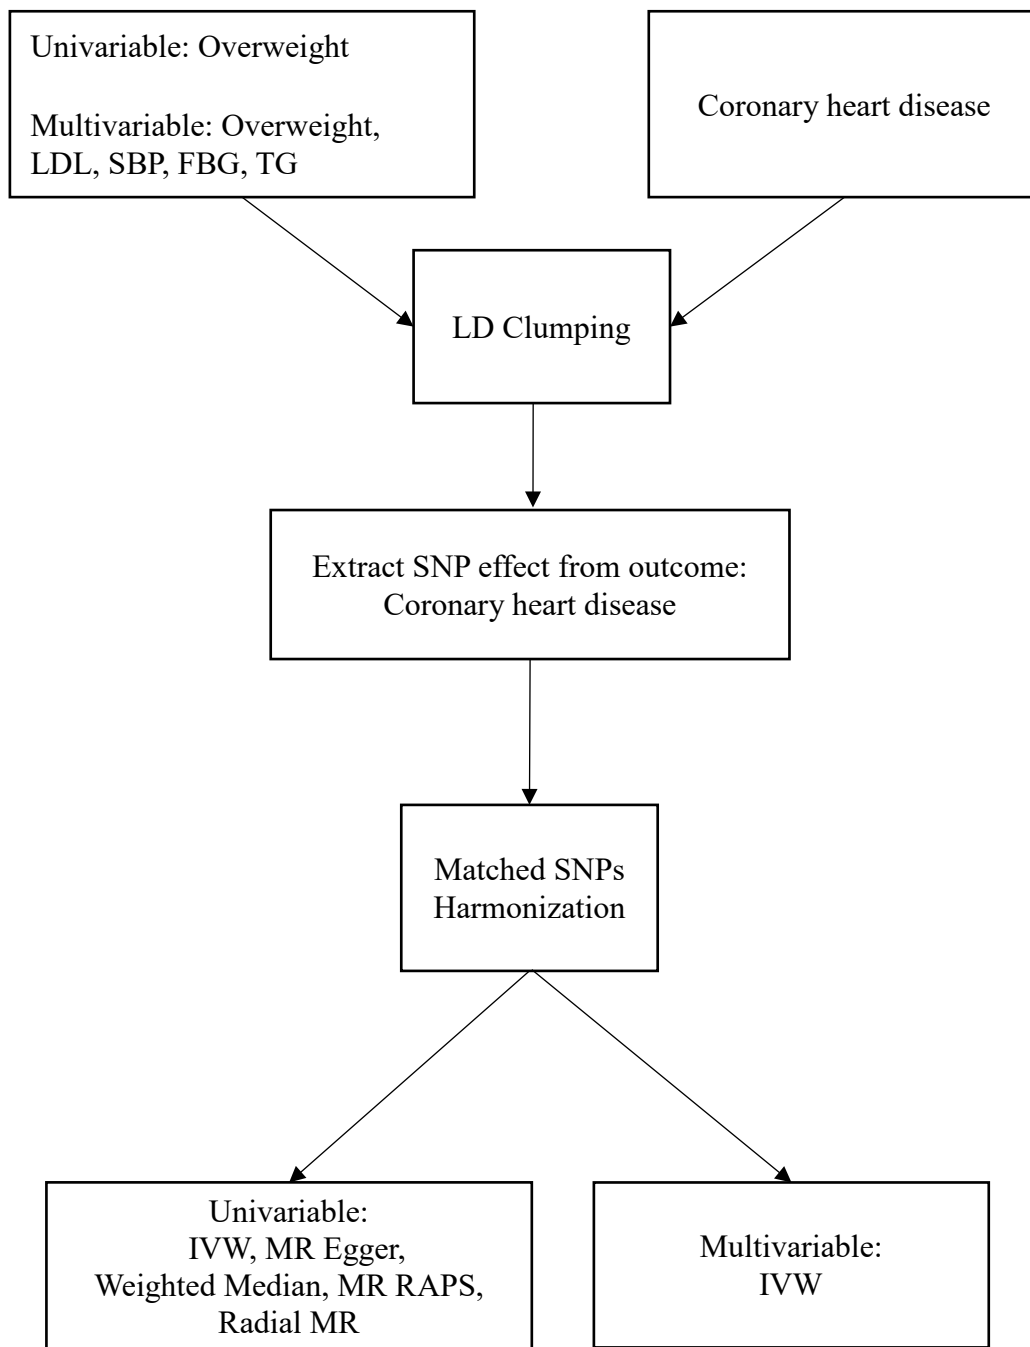 Univariable: Overweight
Multivariable: Overweight,
LDL, SBP, FBG, TG
Coronary heart disease
LD Clumping
Extract SNP effect from outcome:
Coronary heart disease
Matched SNPs
Harmonization
Univariable:
IVW, MR Egger,
Weighted Median, MR RAPS,
Radial MR
Multivariable:
IVW